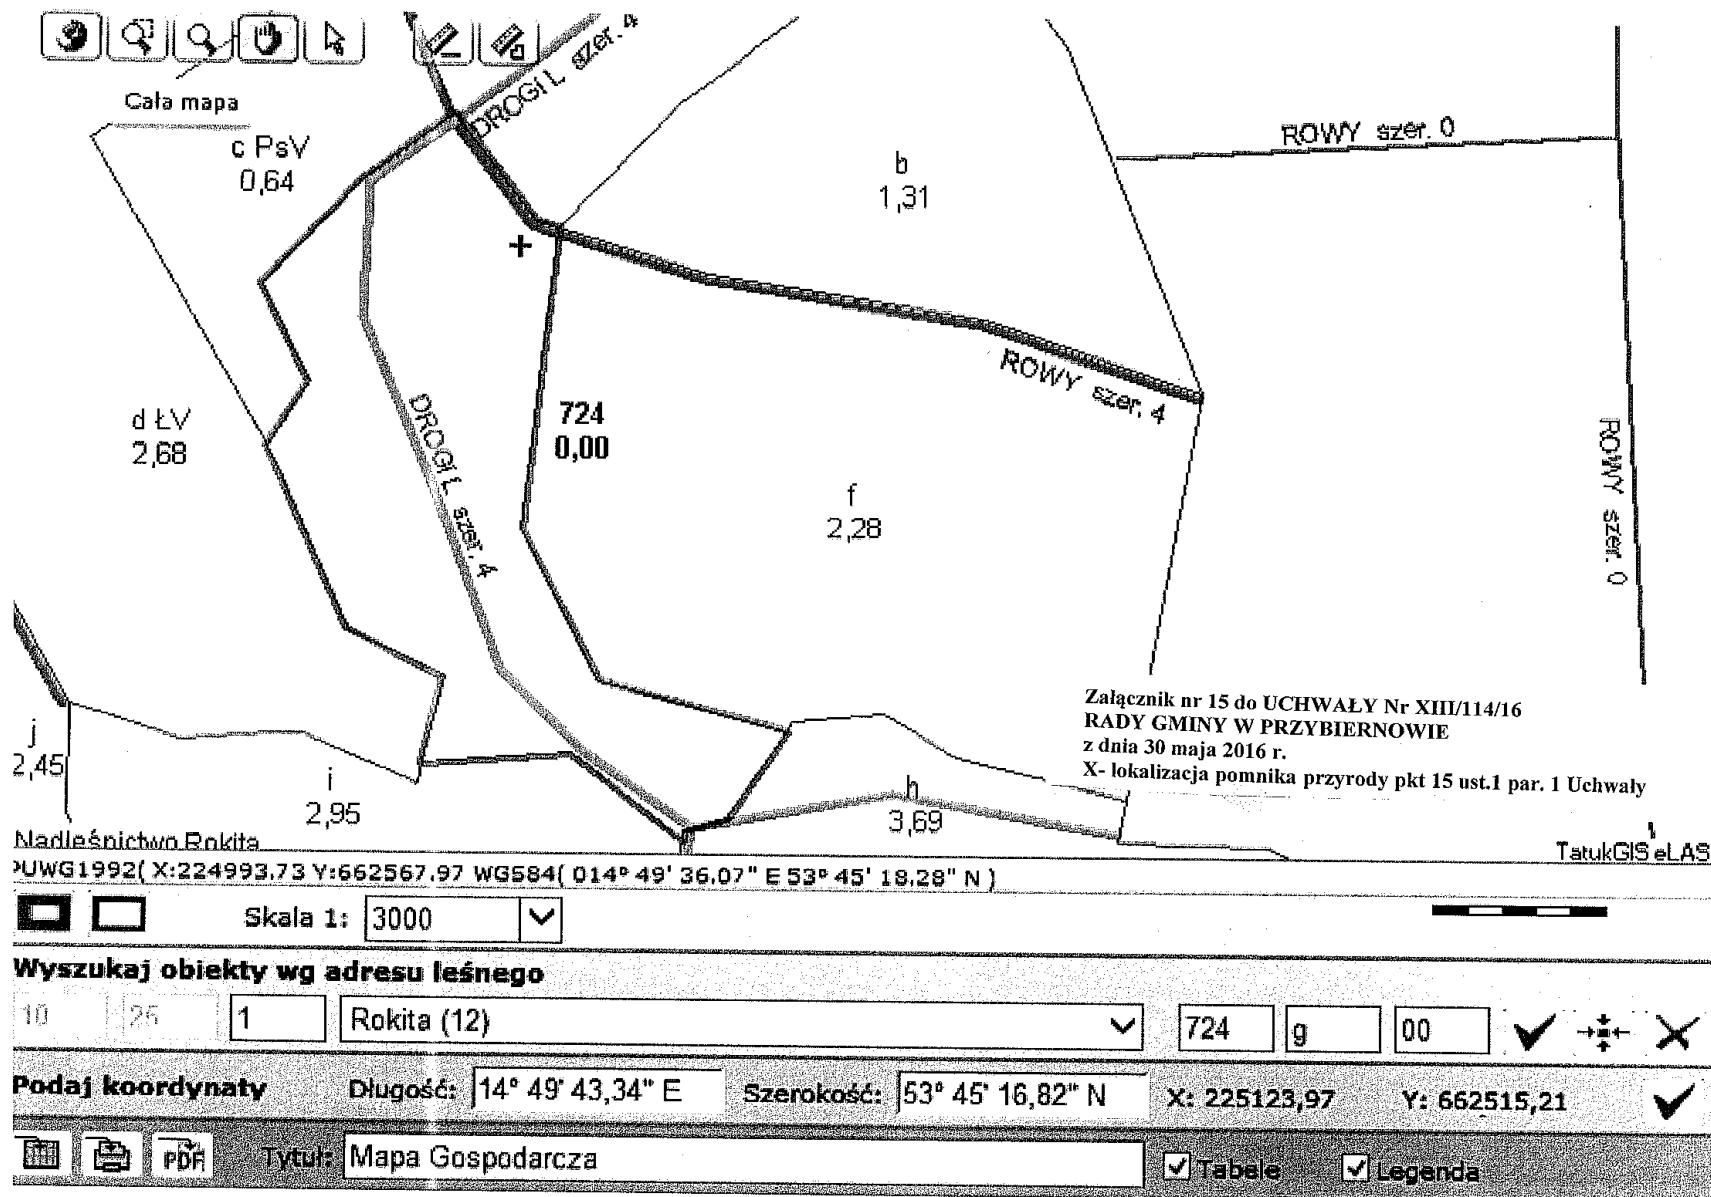 DROGI L szer. 4
Cała mapa
c PsV
0,64
b
1,31
ROWY szer. 0
ROWY szer. 4
d ŁV
2,68
DROGI L szer. 4
724
0,00
f
2,28
ROWY szer. 0
Załącznik nr 15 do UCHWAŁY Nr XIII/114/16
RADY GMINY W PRZYBIERNOWIE
z dnia 30 maja 2016 r.
X- lokalizacja pomnika przyrody pkt 15 ust.1 par. 1 Uchwały
j
2,45
i
2,95
h
3,69
Nadleśnictwo Rokita
TatukGIS eLAS
PUWG1992( X:224993.73 Y:662567.97 WGS84( 014° 49' 36.07" E 53° 45' 18.28" N )
Skala 1: 3000
Wyszukaj obiekty wg adresu leśnego
10 25 1 Rokita (12) 724 g 00
Podaj koordynaty Długość: 14° 49' 43,34" E Szerokość: 53° 45' 16,82" N X: 225123,97 Y: 662515,21
PDF Tytuł: Mapa Gospodarcza Tabele Legenda